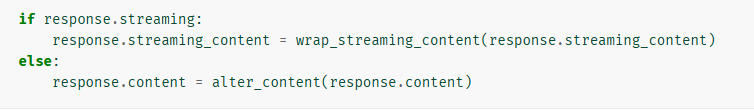 if response.streaming:
    response.streaming_content = wrap_streaming_content(response.streaming_content)
else:
    response.content = alter_content(response.content)